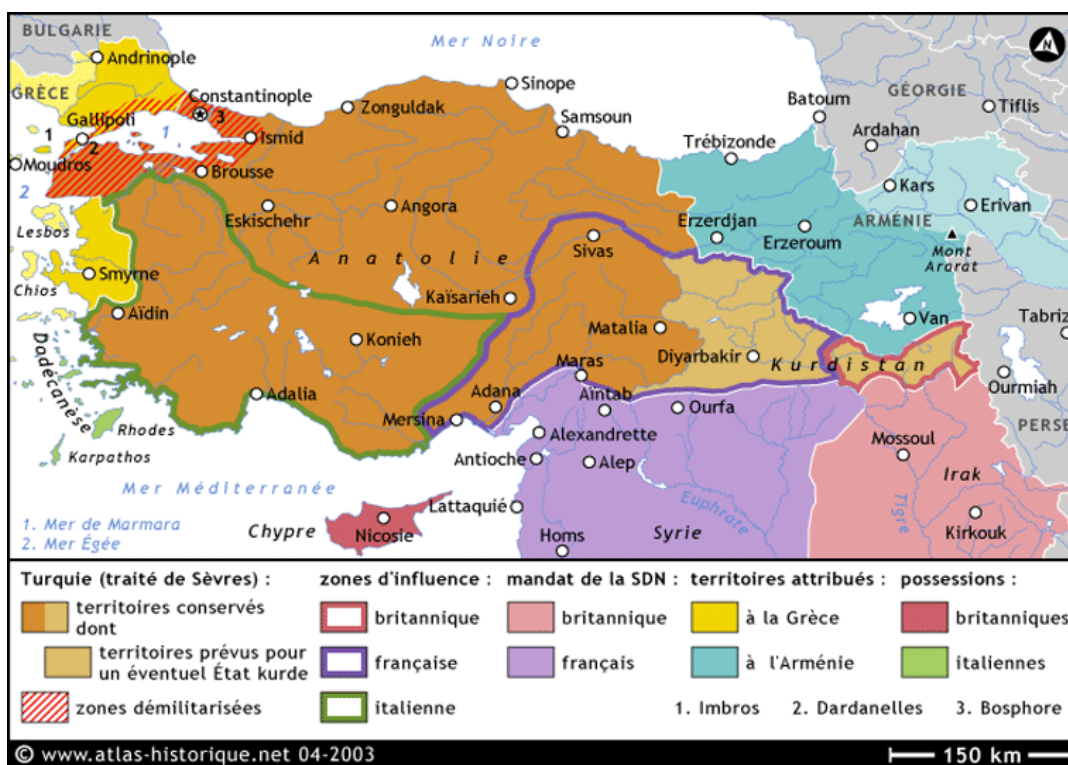 BULGARIE
Mer Noire
N
Andrinople
Sinope
GRÈCE
Constantinople
Zonguldak
Batoum
GÉORGIE
Tiflis
Gallipoli
3
1
1
Samsoun
Ardahan
2
Ismid
Trébizonde
Moudros
Brousse
Kars
2
Eskischehr
Angora
Erzerdjan
ARMÉNIE
Erivan
Lesbos
Sivas
Erzeroum
Mont
Ararat
Anatolie
Smyrne
Chios
Kaïsarieh
Aïdin
Matalia
Van
Tabriz
Konieh
Diyarbakir
Kurdistan
Dodécanèse
Maras
Ourmiah
Adalia
Adana
Aïntab
Ourfa
Mersina
PERSE
Rhodes
Alexandrette
Mossoul
Karpathos
Antioche
Alep
Irak
Mer Méditerranée
Euphrate
Tigre
Lattaquié
Kirkouk
1. Mer de Marmara
Chypre
Nicosie
Homs
Syrie
2. Mer Égée
Turquie (traité de Sèvres) :
territoires conservés
dont
territoires prévus pour
un éventuel État kurde
zones démilitarisées
zones d'influence :
britannique
française
italienne
mandat de la SDN :
britannique
français
territoires attribués :
à la Grèce
à l'Arménie
possessions :
britanniques
italiennes
1. Imbros 2. Dardanelles 3. Bosphore
© www.atlas-historique.net 04-2003
150 km